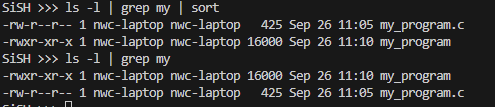 SiSH >>> ls -l | grep my | sort
-rw-r--r-- 1 nwc-laptop nwc-laptop   425 Sep 26 11:05 my_program.c
-rwxr-xr-x 1 nwc-laptop nwc-laptop 16000 Sep 26 11:10 my_program
SiSH >>> ls -l | grep my
-rwxr-xr-x 1 nwc-laptop nwc-laptop 16000 Sep 26 11:10 my_program
-rw-r--r-- 1 nwc-laptop nwc-laptop   425 Sep 26 11:05 my_program.c
SiSH >>>